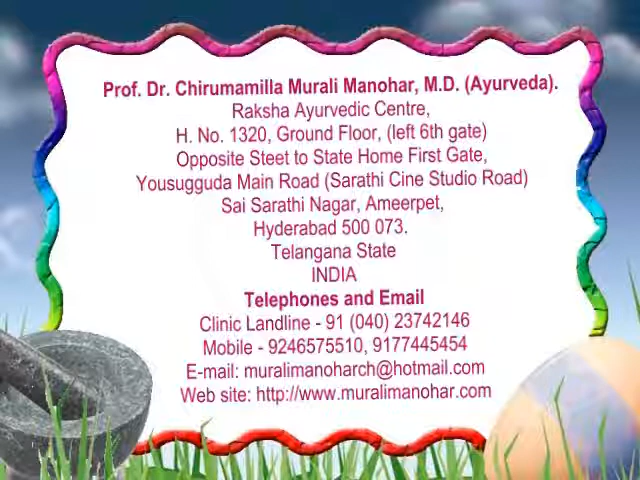 Prof. Dr. Chirumamilla Murali Manohar, M.D. (Ayurveda).
Raksha Ayurvedic Centre,
H. No. 1320, Ground Floor, (left 6th gate)
Opposite Steet to State Home First Gate,
Yousugguda Main Road (Sarathi Cine Studio Road)
Sai Sarathi Nagar, Ameerpet,
Hyderabad 500 073.
Telangana State
INDIA
Telephones and Email
Clinic Landline - 91 (040) 23742146
Mobile - 9246575510, 9177445454
E-mail: muralimanoharch@hotmail.com
Web site: http://www.muralimanohar.com